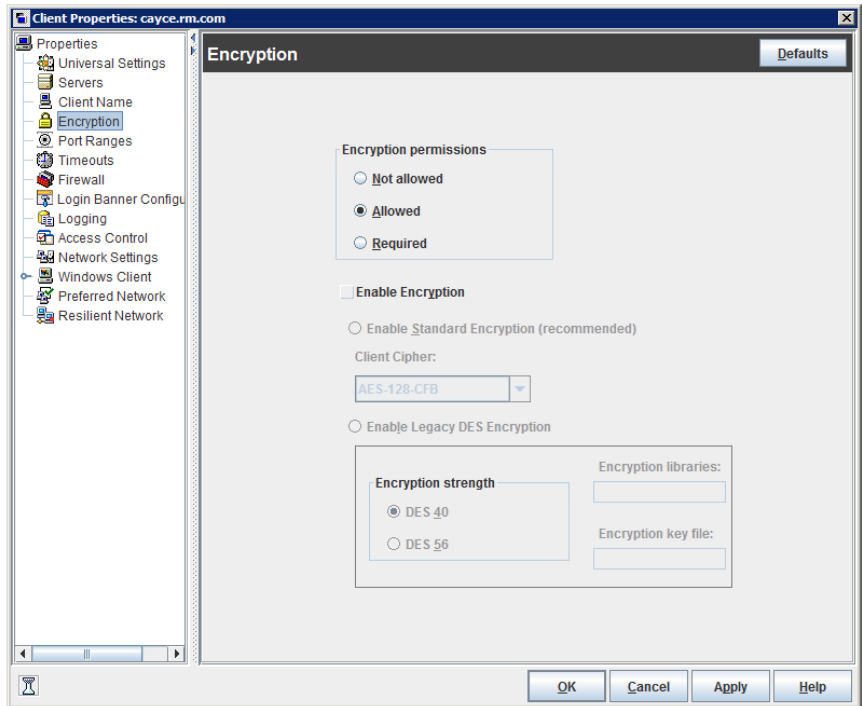 Client Properties: cayce.rm.com
Properties
Universal Settings
Servers
Client Name
Encryption
Port Ranges
Timeouts
Firewall
Login Banner Configu
Logging
Access Control
Network Settings
Windows Client
Preferred Network
Resilient Network
Encryption
Defaults
Encryption permissions
Not allowed
Allowed
Required
Enable Encryption
Enable Standard Encryption (recommended)
Client Cipher:
AES-128-CFB
Enable Legacy DES Encryption
Encryption strength
DES 40
DES 56
Encryption libraries:
Encryption key file:
OK
Cancel
Apply
Help